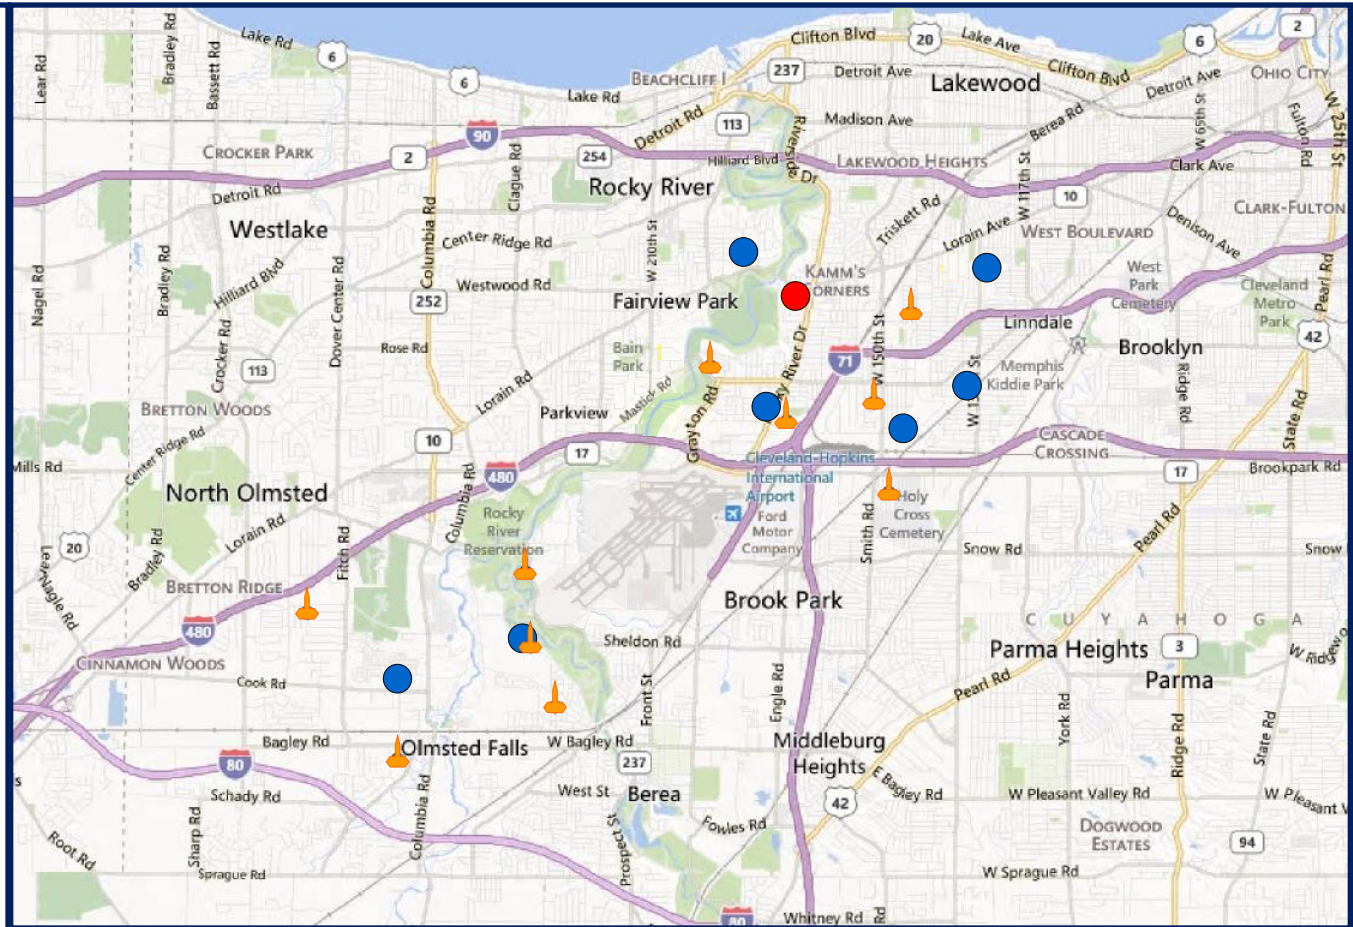 Lake Rd
6
Clifton Blvd
20
Lake Ave
6
2
Bradley Rd
Bassett Rd
Lear Rd
6
BEACHCLIFF
237
Detroit Ave
Lakewood
Clifton Blvd
Detroit Ave
OHIO CITY
Lake Rd
Detroit Rd
113
Riverside Dr
Madison Ave
Berea Rd
W 65th St
Fulton Rd
W 25th St
90
CROCKER PARK
2
254
Hilliard Blvd
LAKEWOOD HEIGHTS
Clark Ave
Clague Rd
Detroit Rd
Rocky River
Triskett Rd
W 117th St
10
CLARK-FULTON
Westlake
Columbia Rd
Center Ridge Rd
W 210th St
Lorain Ave
WEST BOULEVARD
Denison Ave
Nagel Rd
Bradley Rd
Hilliard Blvd
Dover Center Rd
252
Westwood Rd
Fairview Park
KAMM'S
ORNERS
West
Park
Cemetery
Cleveland
Metro
Park
Pearl Rd
Crocker Rd
Rose Rd
Bain
Park
ky River Dr
W 150th St
71
Linndale
Brooklyn
42
113
Memphis
Kiddie Park
Ridge Rd
State Rd
BRETTON WOODS
Lorain Rd
Parkview
Mastick Rd
Grayton Rd
Center Ridge Rd
10
17
CASCADE
CROSSING
Mills Rd
480
Columbia Rd
Cleveland-Hopkins
International
Airport
17
Brookpark Rd
North Olmsted
Rocky
River
Reservation
Ford
Motor
Company
Holy
Cross
Cemetery
Smith Rd
Pearl Rd
20
Bradley Rd
Lorain Rd
Fitch Rd
Snow Rd
Snow
Lear-Nagle Rd
BRETTON RIDGE
Brook Park
CUYAHOGA
480
Sheldon Rd
Parma Heights
3
W Ridgewo
CINNAMON WOODS
Cook Rd
Front St
Engle Rd
Pearl Rd
Parma
York Rd
Ridge Rd
State Rd
Bagley Rd
Olmsted Falls
W Bagley Rd
Middleburg
Heights
80
237
Schady Rd
Columbia Rd
West St
Berea
E Bagley Rd
42
W Pleasant Valley Rd
W Pleasant V
s
Root Rd
Sharp Rd
Prospect St
Fowles Rd
DOGWOOD
ESTATES
94
Sprague Rd
W Sprague Rd
80
Whitney Rd
Rd